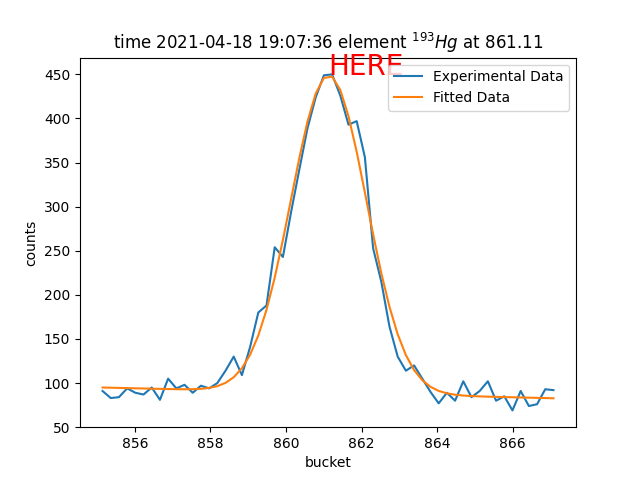 time 2021-04-18 19:07:36 element ¹⁹³Hg at 861.11
HERE
Experimental Data
Fitted Data
450
400
350
300
250
200
150
100
50
counts
856 858 860 862 864 866
bucket